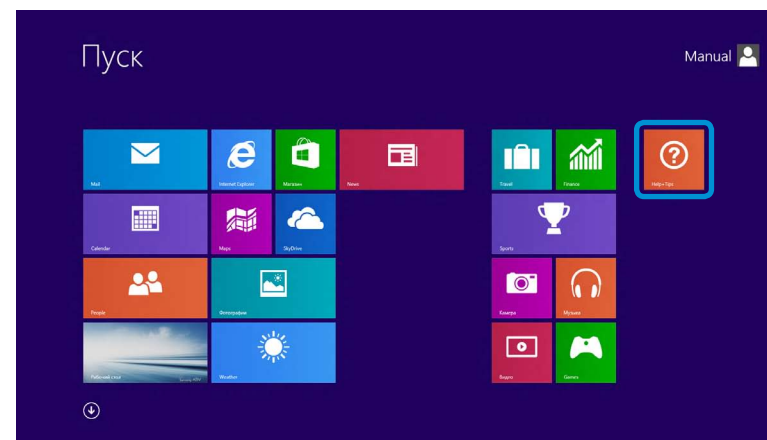 Пуск
Manual
Mail
Internet Explorer
Магазин
News
Travel
Finance
Help+Tips
Calendar
Maps
SkyDrive
Sports
People
Фотографии
Камера
Музыка
Рабочий стол
Weather
Видео
Games